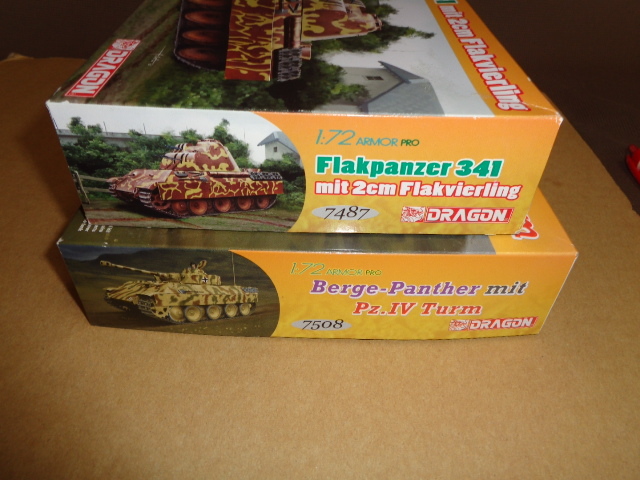 DRAGON
mit 2cm Flakvierling
1:72 ARMOR PRO
Flakpanzer 341
mit 2cm Flakvierling
7487
DRAGON
1:72 ARMOR PRO
Berge-Panther mit
Pz.IV Turm
7508
DRAGON